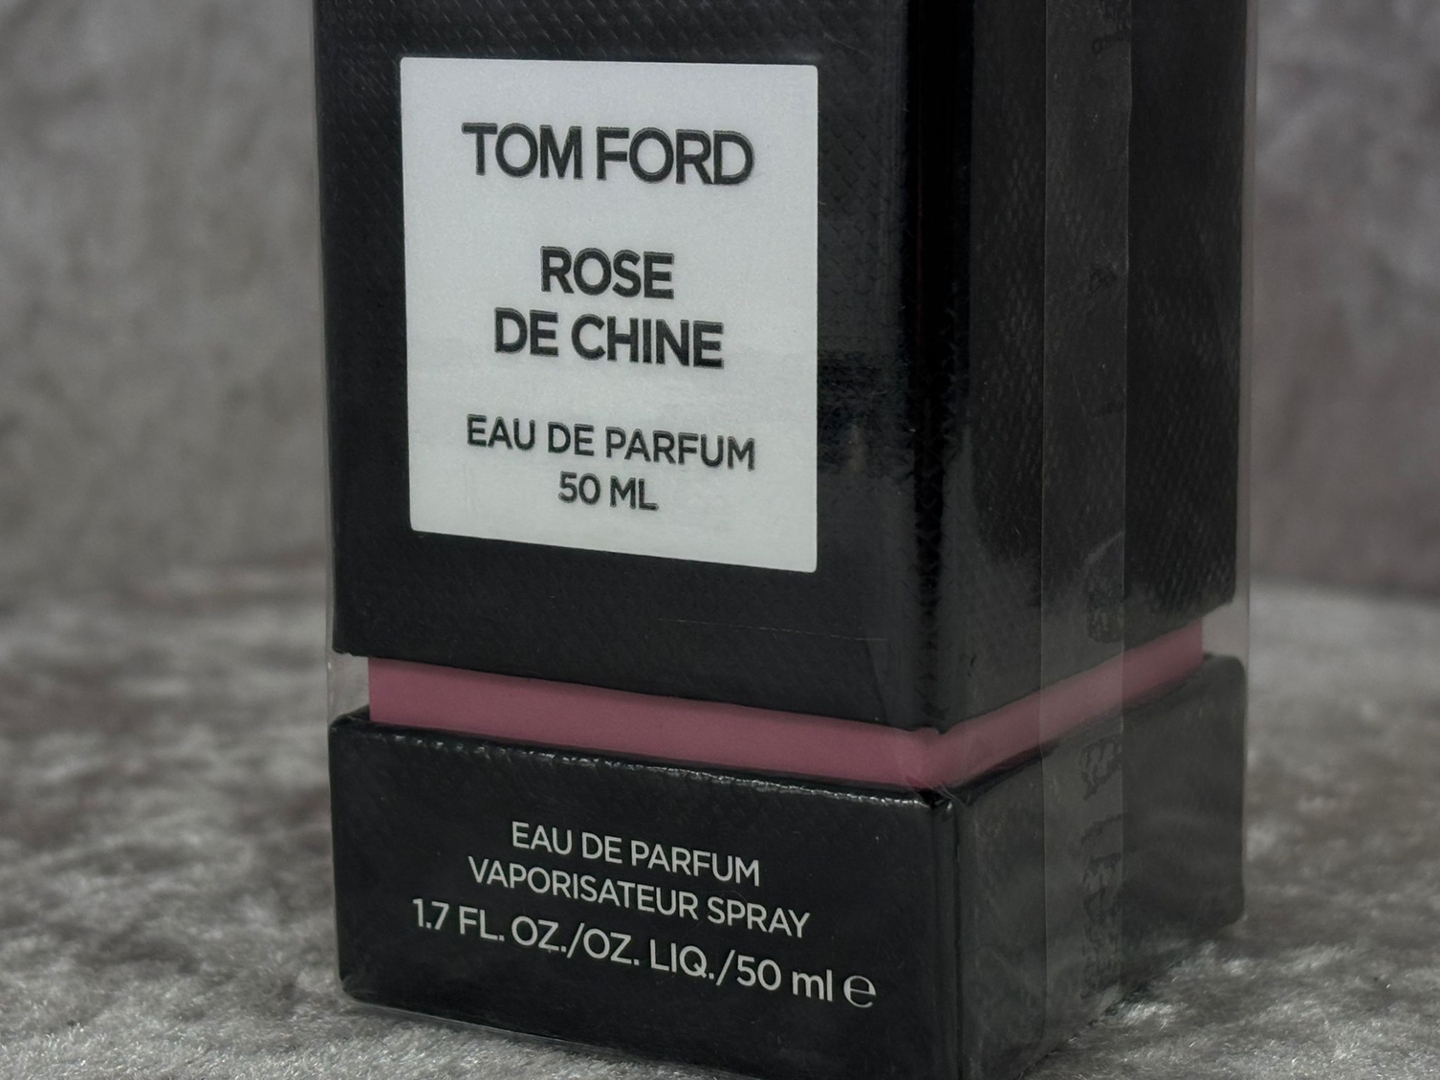 TOM FORD
ROSE
DE CHINE
EAU DE PARFUM
50 ML
EAU DE PARFUM
VAPORISATEUR SPRAY
1.7 FL. OZ./OZ. LIQ./50 ml ℮